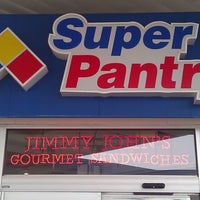 Super
Pantr
JIMMY JOHN'S
GOURMET SANDWICHES